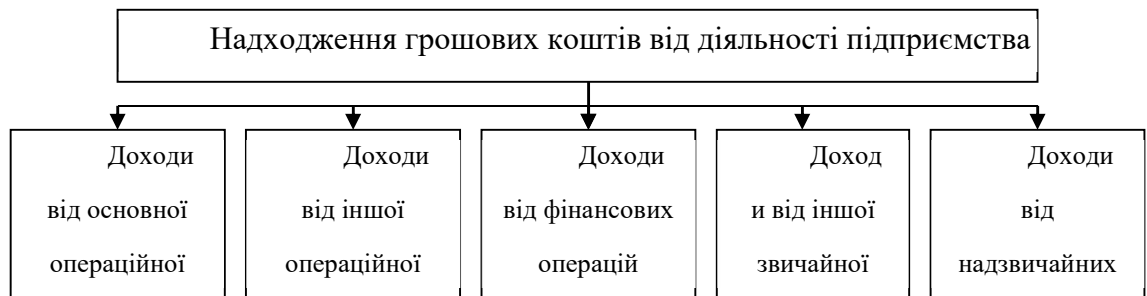 Надходження грошових коштів від діяльності підприємства
Доходи
від основної
операційної
Доходи
від іншої
операційної
Доходи
від фінансових
операцій
Доход
и від іншої
звичайної
Доходи
від
надзвичайних